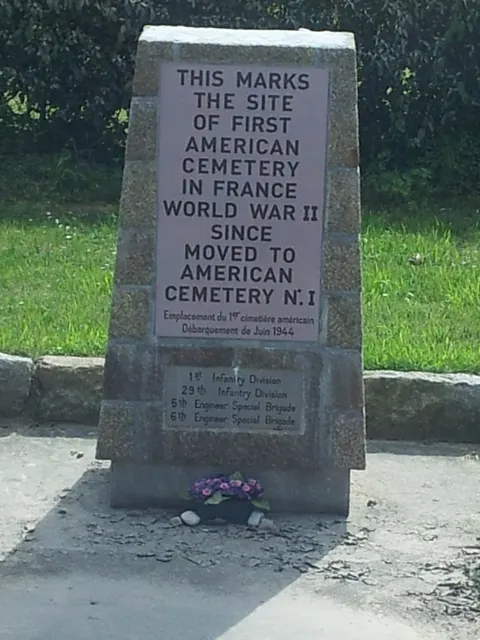 THIS MARKS
THE SITE
OF FIRST
AMERICAN
CEMETERY
IN FRANCE
WORLD WAR II
SINCE
MOVED TO
AMERICAN
CEMETERY Nº. I
Emplacement du 1er cimetière américain
Débarquement de Juin 1944
1st Infantry Division
29th Infantry Division
5th Engineer Special Brigade
6th Engineer Special Brigade